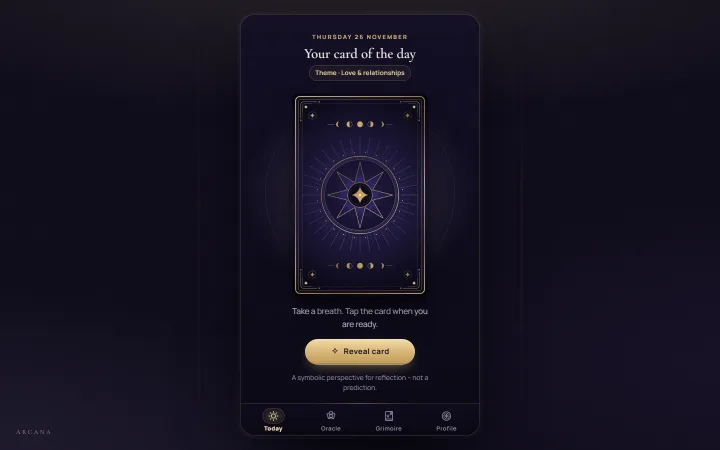 THURSDAY 26 NOVEMBER
Your card of the day
Theme · Love & relationships
Take a breath. Tap the card when you
are ready.
Reveal card
A symbolic perspective for reflection – not a
prediction.
Today
Oracle
Grimoire
Profile
ARCANA